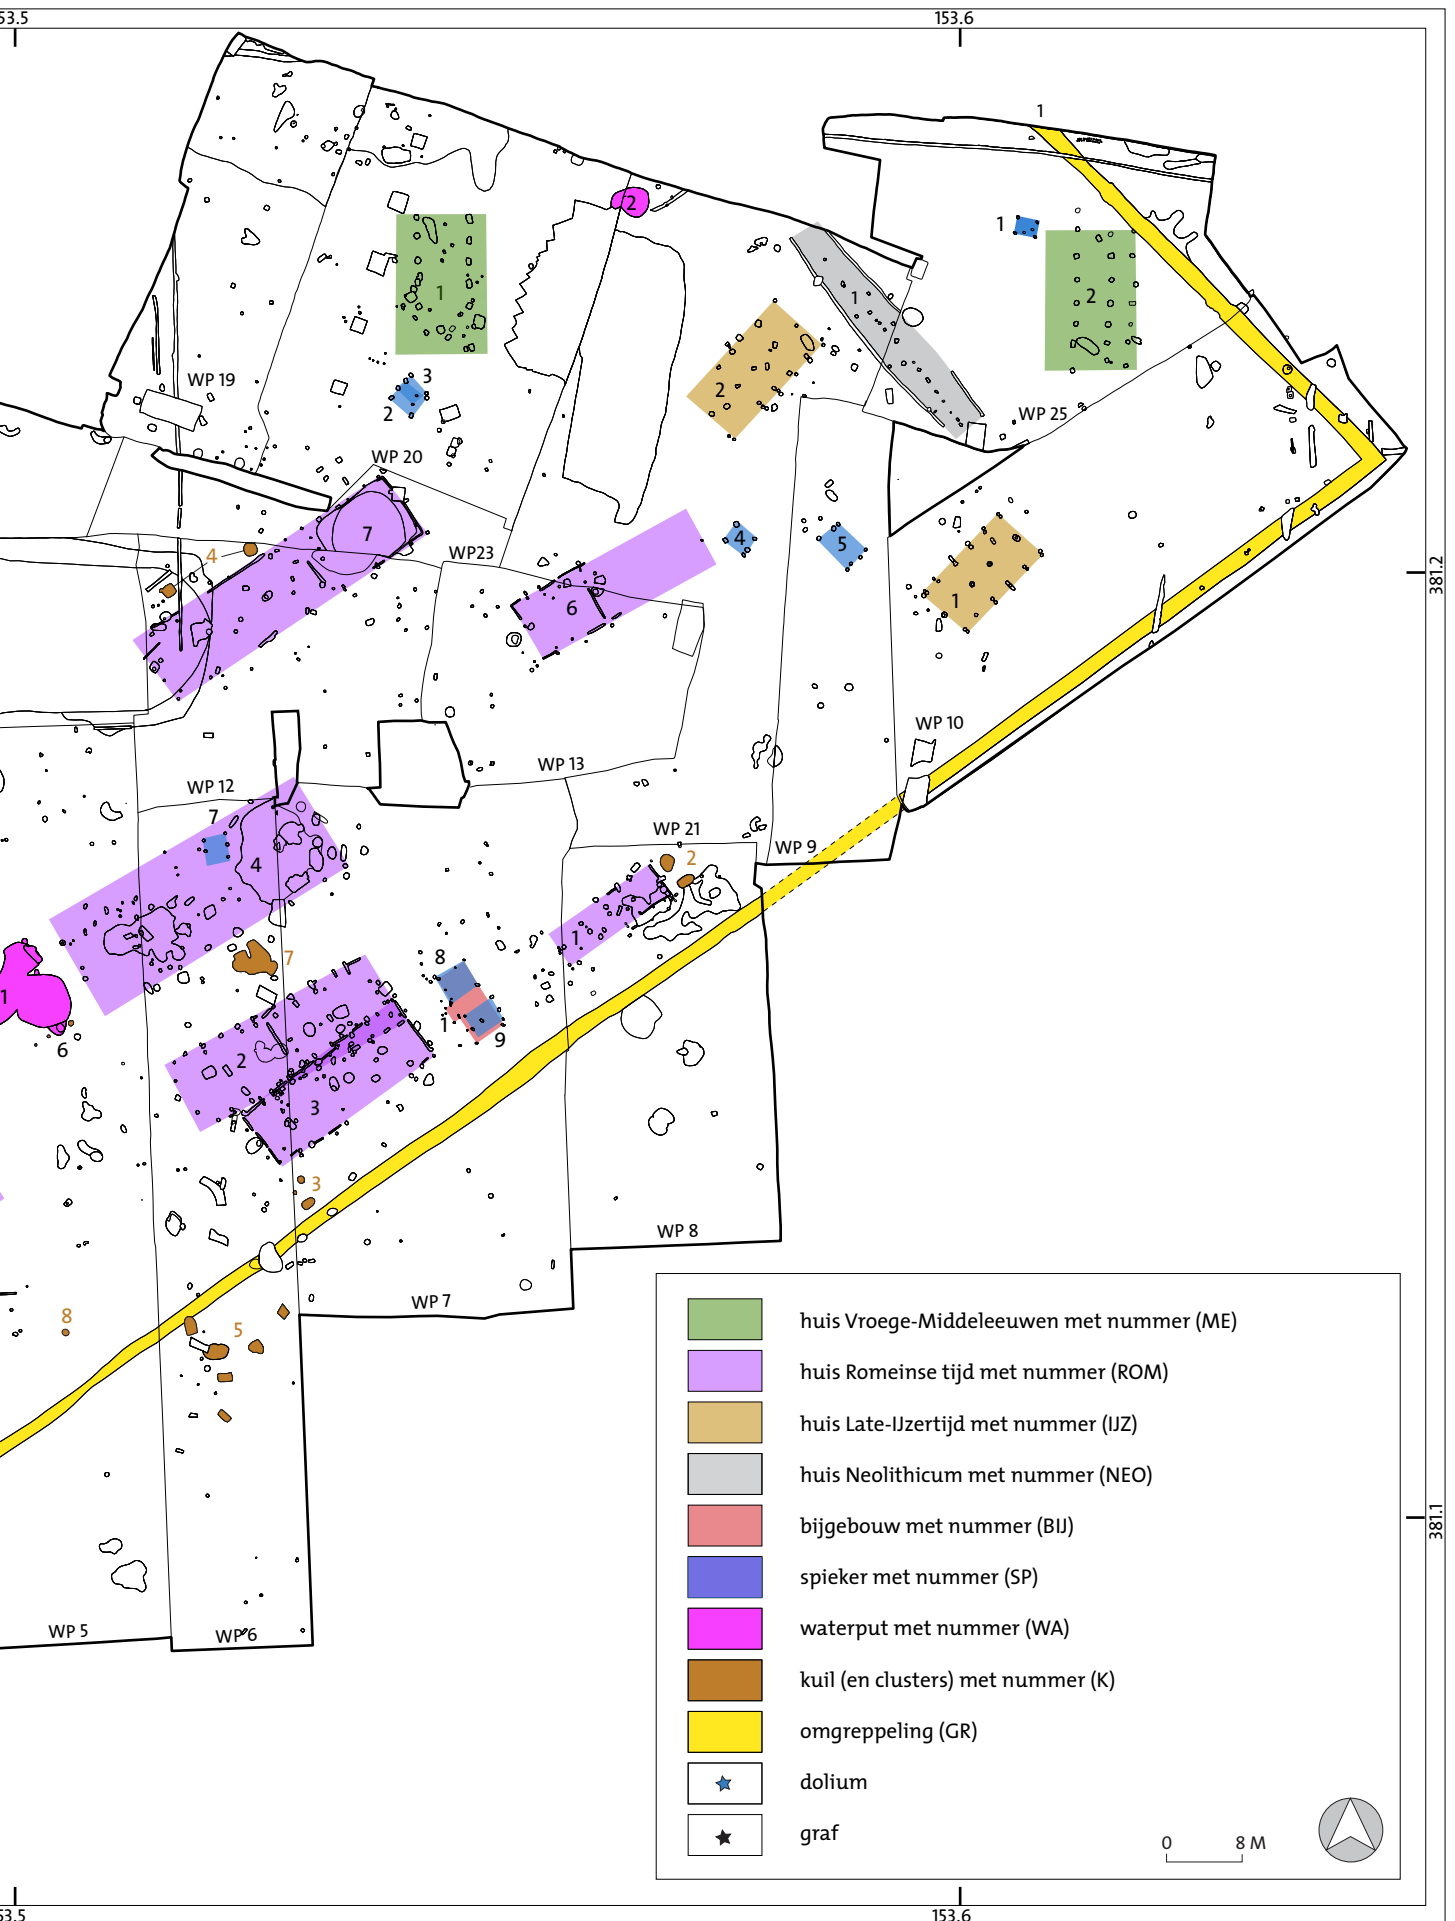 53.5
153.6
1
2
1
1
2
1
WP 19
3
2
2
WP 25
WP 20
7
WP23
4
5
4
6
1
381.2
WP 10
WP 13
WP 12
7
WP 21
4
2
WP 9
1
7
8
1
1
9
6
2
3
3
WP 8
8
5
WP 7
huis Vroege-Middeleeuwen met nummer (ME)
huis Romeinse tijd met nummer (ROM)
huis Late-IJzertijd met nummer (IJZ)
huis Neolithicum met nummer (NEO)
381.1
bijgebouw met nummer (BIJ)
spieker met nummer (SP)
WP 5
WP 6
waterput met nummer (WA)
kuil (en clusters) met nummer (K)
omgreppeling (GR)
dolium
graf
0
8 M
53.5
153.6